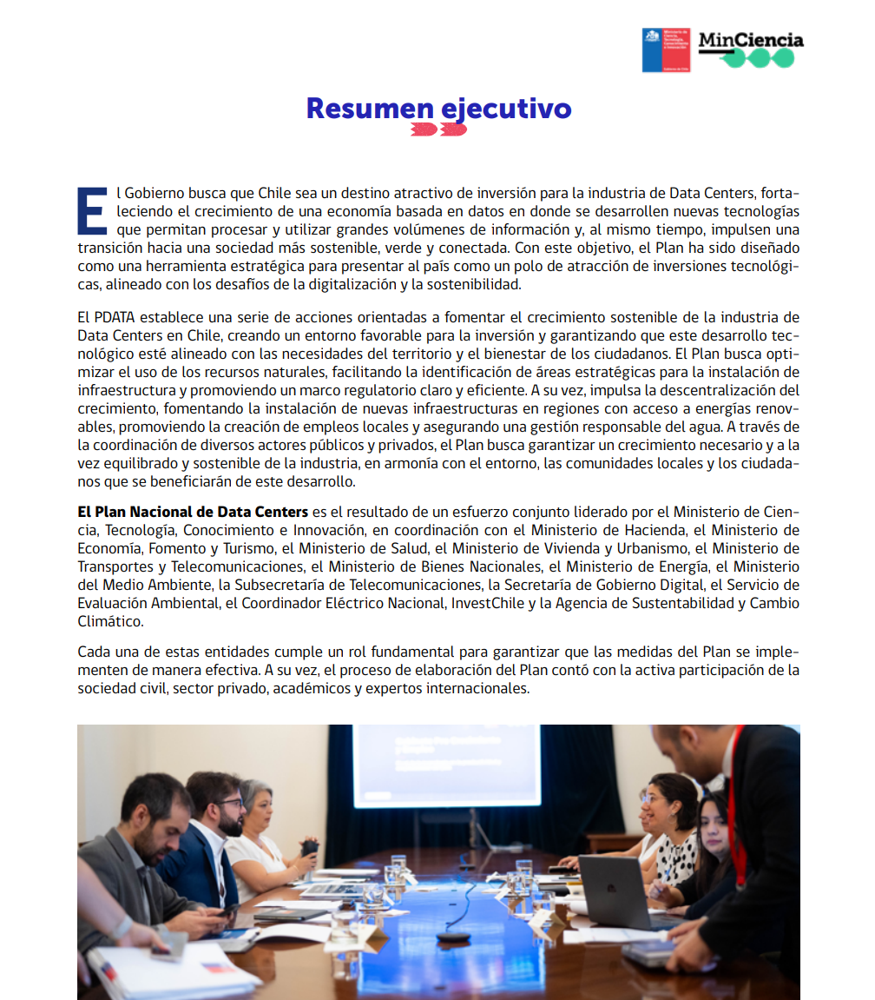 MinCiencia
Resumen ejecutivo
El Gobierno busca que Chile sea un destino atractivo de inversión para la industria de Data Centers, forta-
leciendo el crecimiento de una economía basada en datos en donde se desarrollen nuevas tecnologías
que permitan procesar y utilizar grandes volúmenes de información y, al mismo tiempo, impulsen una
transición hacia una sociedad más sostenible, verde y conectada. Con este objetivo, el Plan ha sido diseñado
como una herramienta estratégica para presentar al país como un polo de atracción de inversiones tecnológi-
cas, alineado con los desafíos de la digitalización y la sostenibilidad.
El PDATA establece una serie de acciones orientadas a fomentar el crecimiento sostenible de la industria de
Data Centers en Chile, creando un entorno favorable para la inversión y garantizando que este desarrollo tec-
nológico esté alineado con las necesidades del territorio y el bienestar de los ciudadanos. El Plan busca opti-
mizar el uso de los recursos naturales, facilitando la identificación de áreas estratégicas para la instalación de
infraestructura y promoviendo un marco regulatorio claro y eficiente. A su vez, impulsa la descentralización del
crecimiento, fomentando la instalación de nuevas infraestructuras en regiones con acceso a energías renov-
ables, promoviendo la creación de empleos locales y asegurando una gestión responsable del agua. A través de
la coordinación de diversos actores públicos y privados, el Plan busca garantizar un crecimiento necesario y a la
vez equilibrado y sostenible de la industria, en armonía con el entorno, las comunidades locales y los ciudada-
nos que se beneficiarán de este desarrollo.
El Plan Nacional de Data Centers es el resultado de un esfuerzo conjunto liderado por el Ministerio de Cien-
cia, Tecnología, Conocimiento e Innovación, en coordinación con el Ministerio de Hacienda, el Ministerio de
Economía, Fomento y Turismo, el Ministerio de Salud, el Ministerio de Vivienda y Urbanismo, el Ministerio de
Transportes y Telecomunicaciones, el Ministerio de Bienes Nacionales, el Ministerio de Energía, el Ministerio
del Medio Ambiente, la Subsecretaría de Telecomunicaciones, la Secretaría de Gobierno Digital, el Servicio de
Evaluación Ambiental, el Coordinador Eléctrico Nacional, InvestChile y la Agencia de Sustentabilidad y Cambio
Climático.
Cada una de estas entidades cumple un rol fundamental para garantizar que las medidas del Plan se imple-
menten de manera efectiva. A su vez, el proceso de elaboración del Plan contó con la activa participación de la
sociedad civil, sector privado, académicos y expertos internacionales.